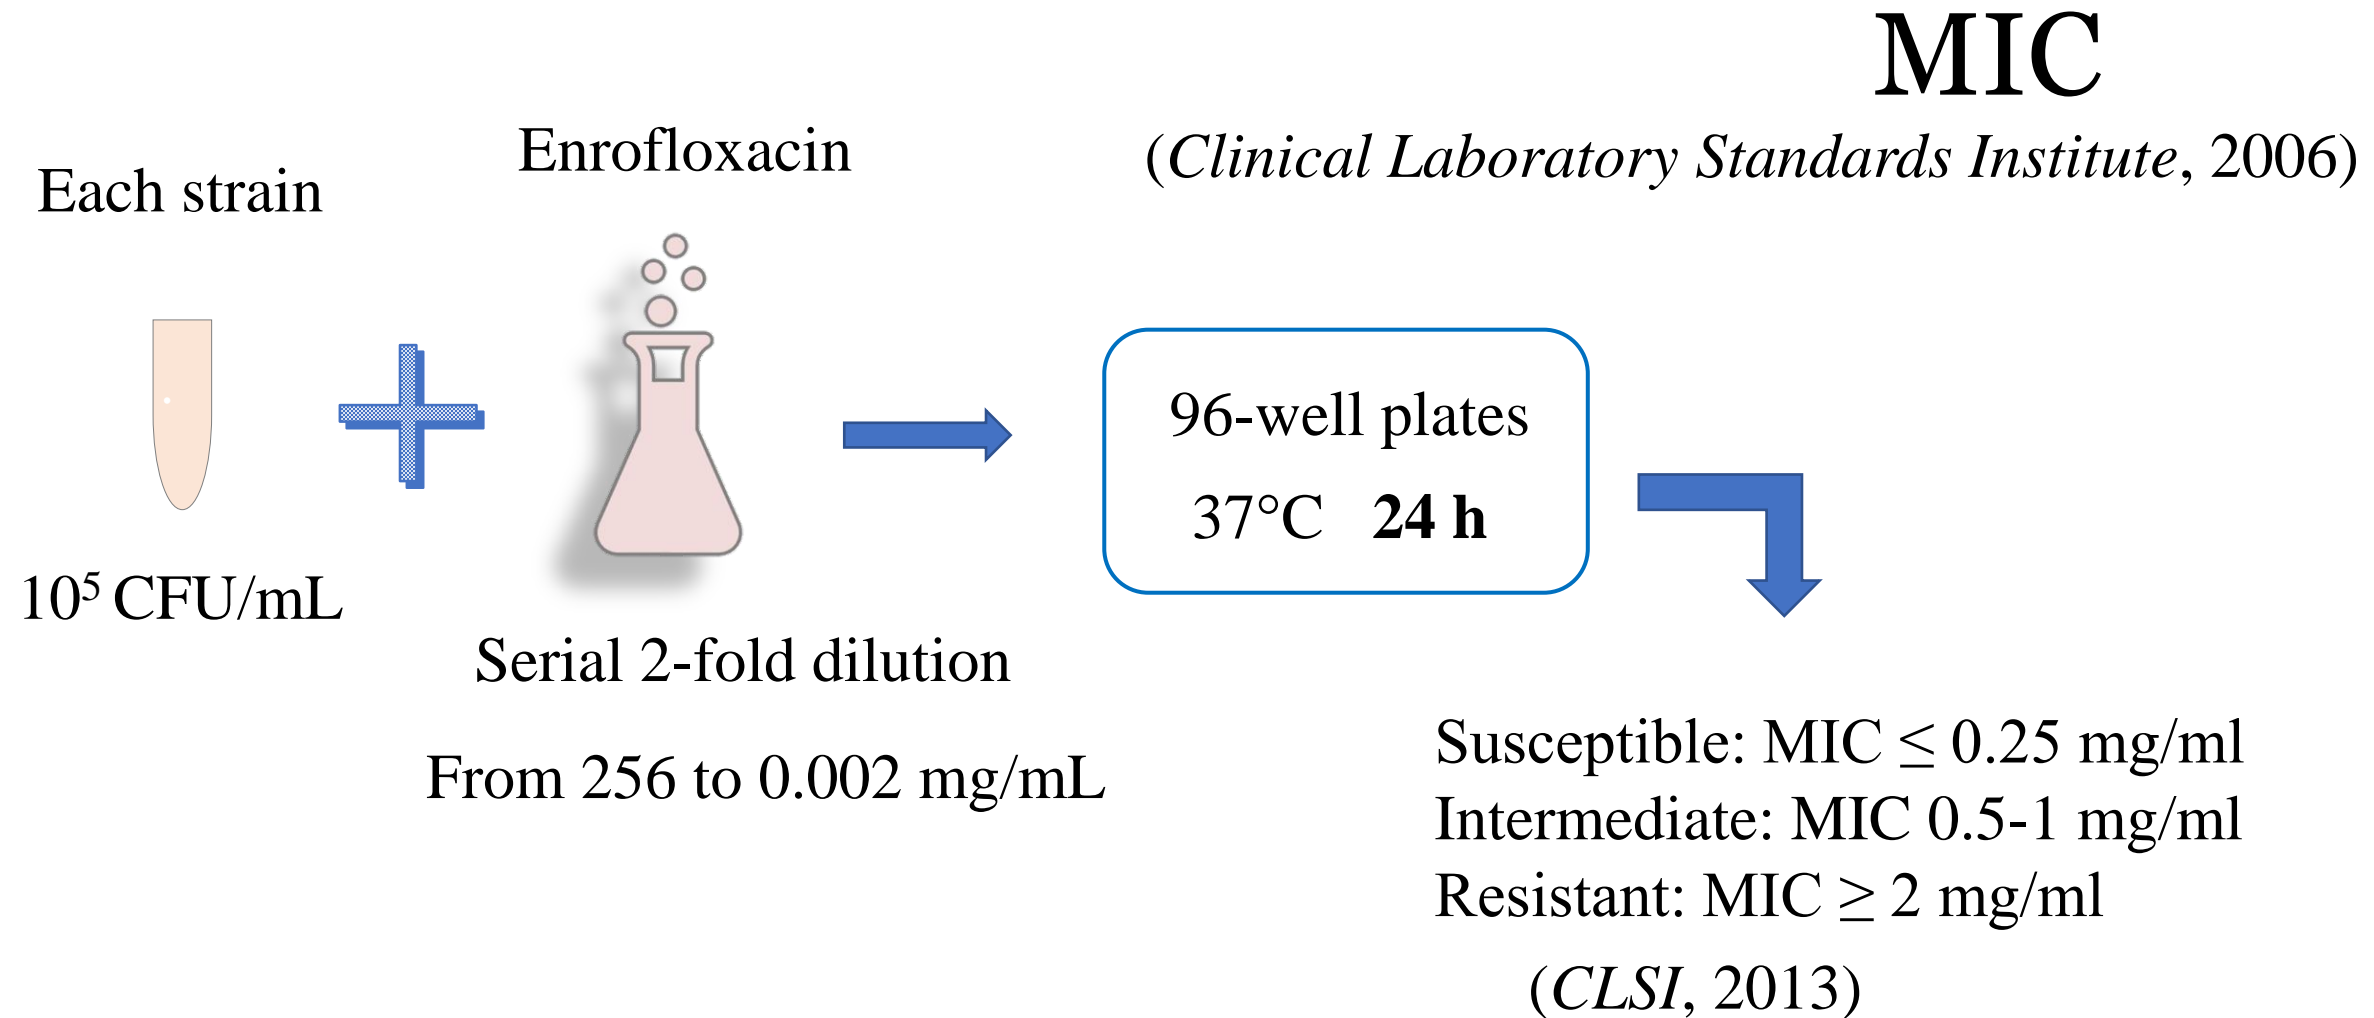 MIC
(Clinical Laboratory Standards Institute, 2006)
Each strain
Enrofloxacin
10⁵ CFU/mL
Serial 2-fold dilution
From 256 to 0.002 mg/mL
96-well plates
37°C 24 h
Susceptible: MIC ≤ 0.25 mg/ml
Intermediate: MIC 0.5-1 mg/ml
Resistant: MIC ≥ 2 mg/ml
(CLSI, 2013)